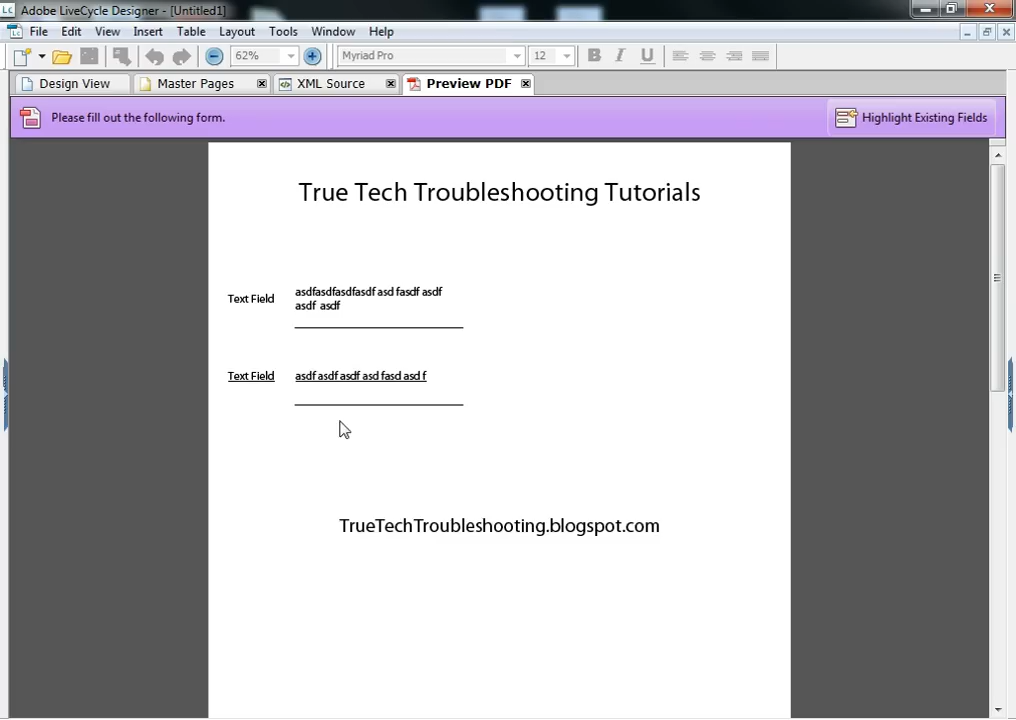 Lc Adobe LiveCycle Designer - [Untitled1]
File Edit View Insert Table Layout Tools Window Help
62% Myriad Pro 12 B I U
Design View Master Pages XML Source Preview PDF
Please fill out the following form. Highlight Existing Fields
True Tech Troubleshooting Tutorials
Text Field asdfasdfasdfasdf asd fasdf asdf
asdf asdf
Text Field asdf asdf asdf asd fasd asd f
TrueTechTroubleshooting.blogspot.com